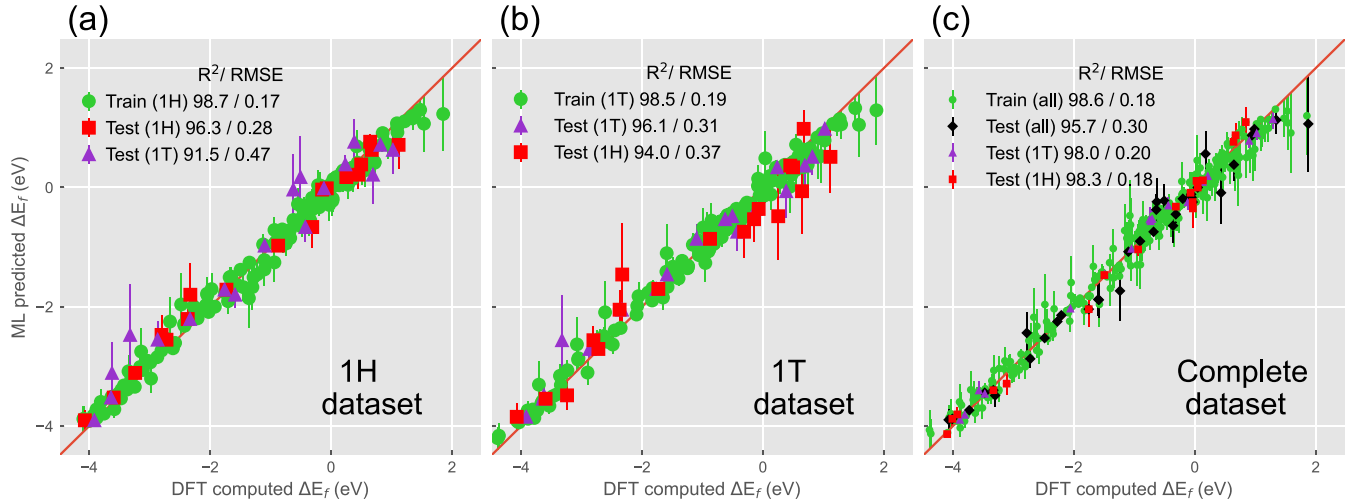 (a)
R²/ RMSE
Train (1H) 98.7 / 0.17
Test (1H) 96.3 / 0.28
Test (1T) 91.5 / 0.47
1H
dataset
2
0
−2
−4
−4
−2
0
2
ML predicted ΔE_f (eV)
DFT computed ΔE_f (eV)
(b)
R²/ RMSE
Train (1T) 98.5 / 0.19
Test (1T) 96.1 / 0.31
Test (1H) 94.0 / 0.37
1T
dataset
−4
−2
0
2
DFT computed ΔE_f (eV)
(c)
R²/ RMSE
Train (all) 98.6 / 0.18
Test (all) 95.7 / 0.30
Test (1T) 98.0 / 0.20
Test (1H) 98.3 / 0.18
Complete
dataset
−4
−2
0
2
DFT computed ΔE_f (eV)